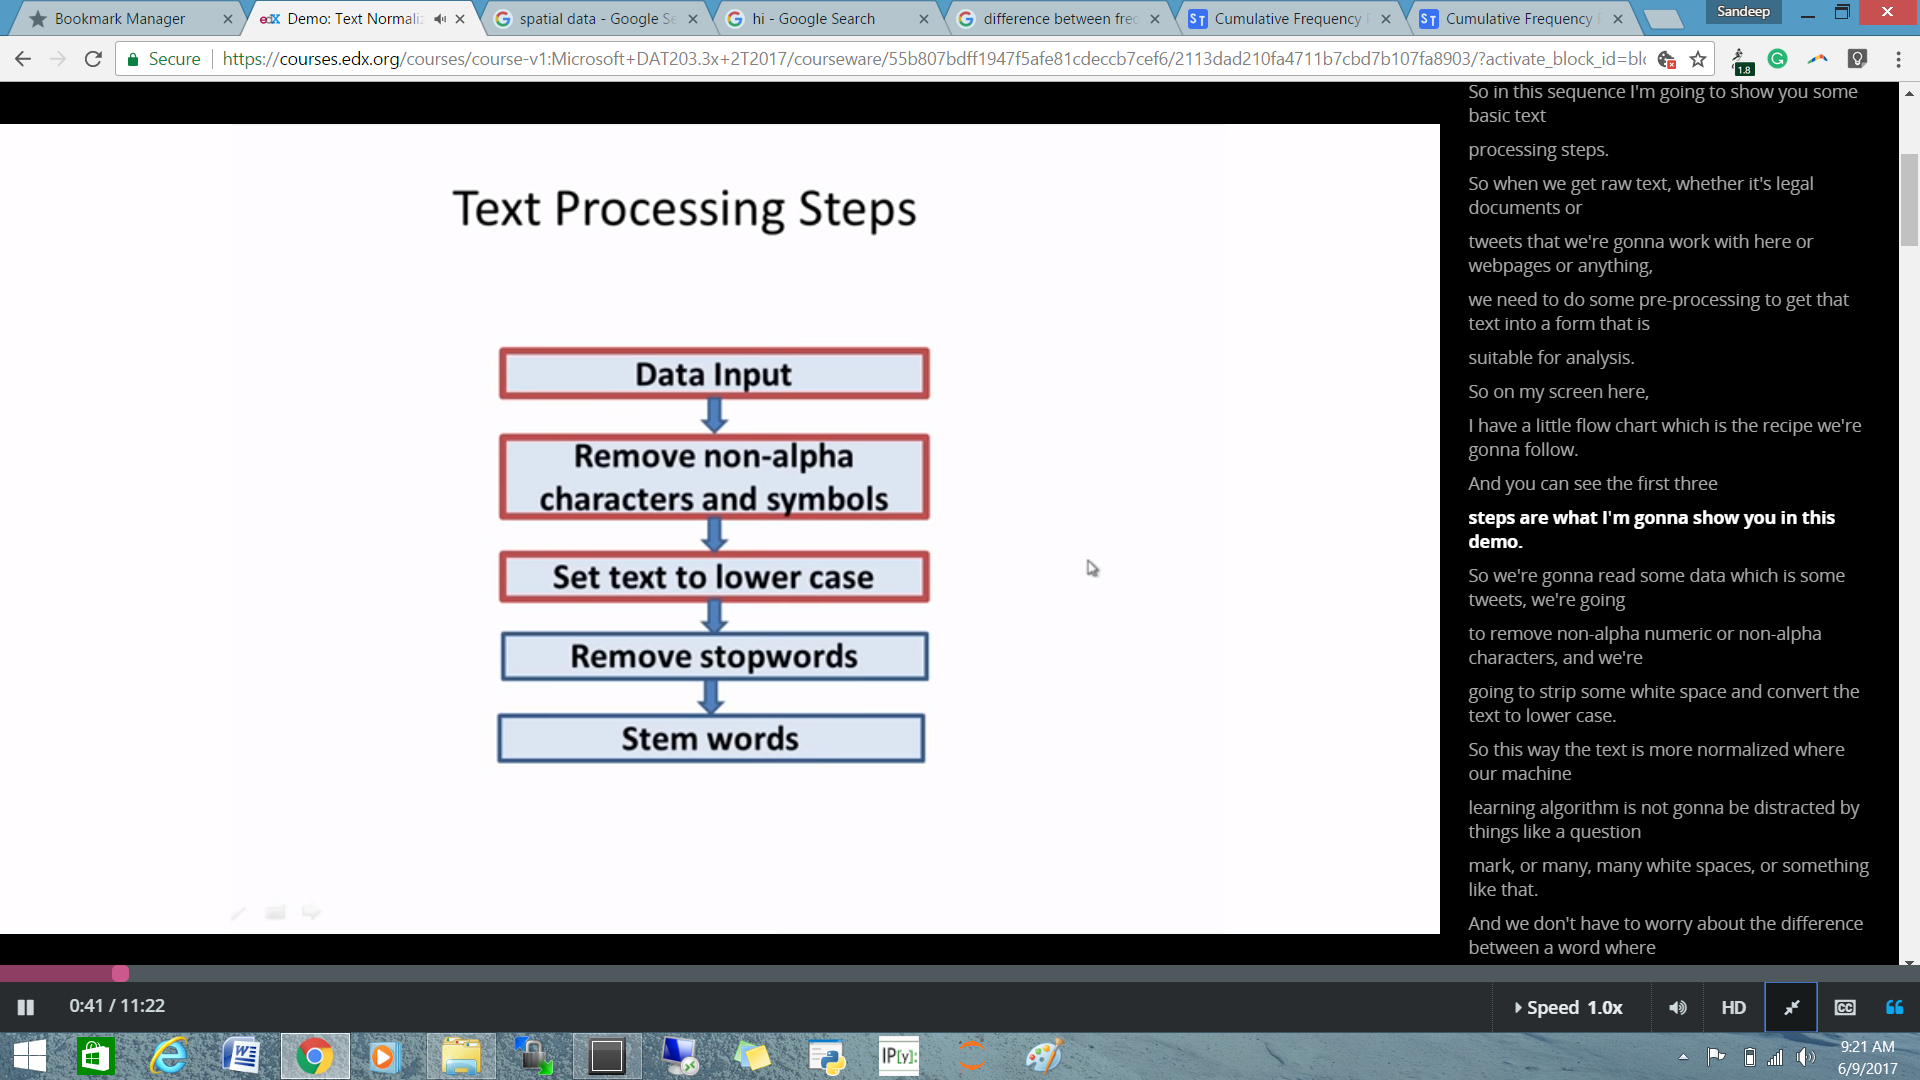 Bookmark Manager
edX Demo: Text Normaliz
spatial data - Google Se
hi - Google Search
difference between freq
ST Cumulative Frequency
ST Cumulative Frequency
Sandeep
Secure
https://courses.edx.org/courses/course-v1:Microsoft+DAT203.3x+2T2017/courseware/55b807bdff1947f5afe81cdeccb7cef6/2113dad210fa4711b7cbd7b107fa8903/?activate_block_id=blo
1.8
Text Processing Steps
Data Input
Remove non-alpha
characters and symbols
Set text to lower case
Remove stopwords
Stem words
So in this sequence I'm going to show you some
basic text
processing steps.
So when we get raw text, whether it's legal
documents or
tweets that we're gonna work with here or
webpages or anything,
we need to do some pre-processing to get that
text into a form that is
suitable for analysis.
So on my screen here,
I have a little flow chart which is the recipe we're
gonna follow.
And you can see the first three
steps are what I'm gonna show you in this
demo.
So we're gonna read some data which is some
tweets, we're going
to remove non-alpha numeric or non-alpha
characters, and we're
going to strip some white space and convert the
text to lower case.
So this way the text is more normalized where
our machine
learning algorithm is not gonna be distracted by
things like a question
mark, or many, many white spaces, or something
like that.
And we don't have to worry about the difference
between a word where
0:41 / 11:22
Speed 1.0x
HD
CC
IP[y]:
9:21 AM
6/9/2017